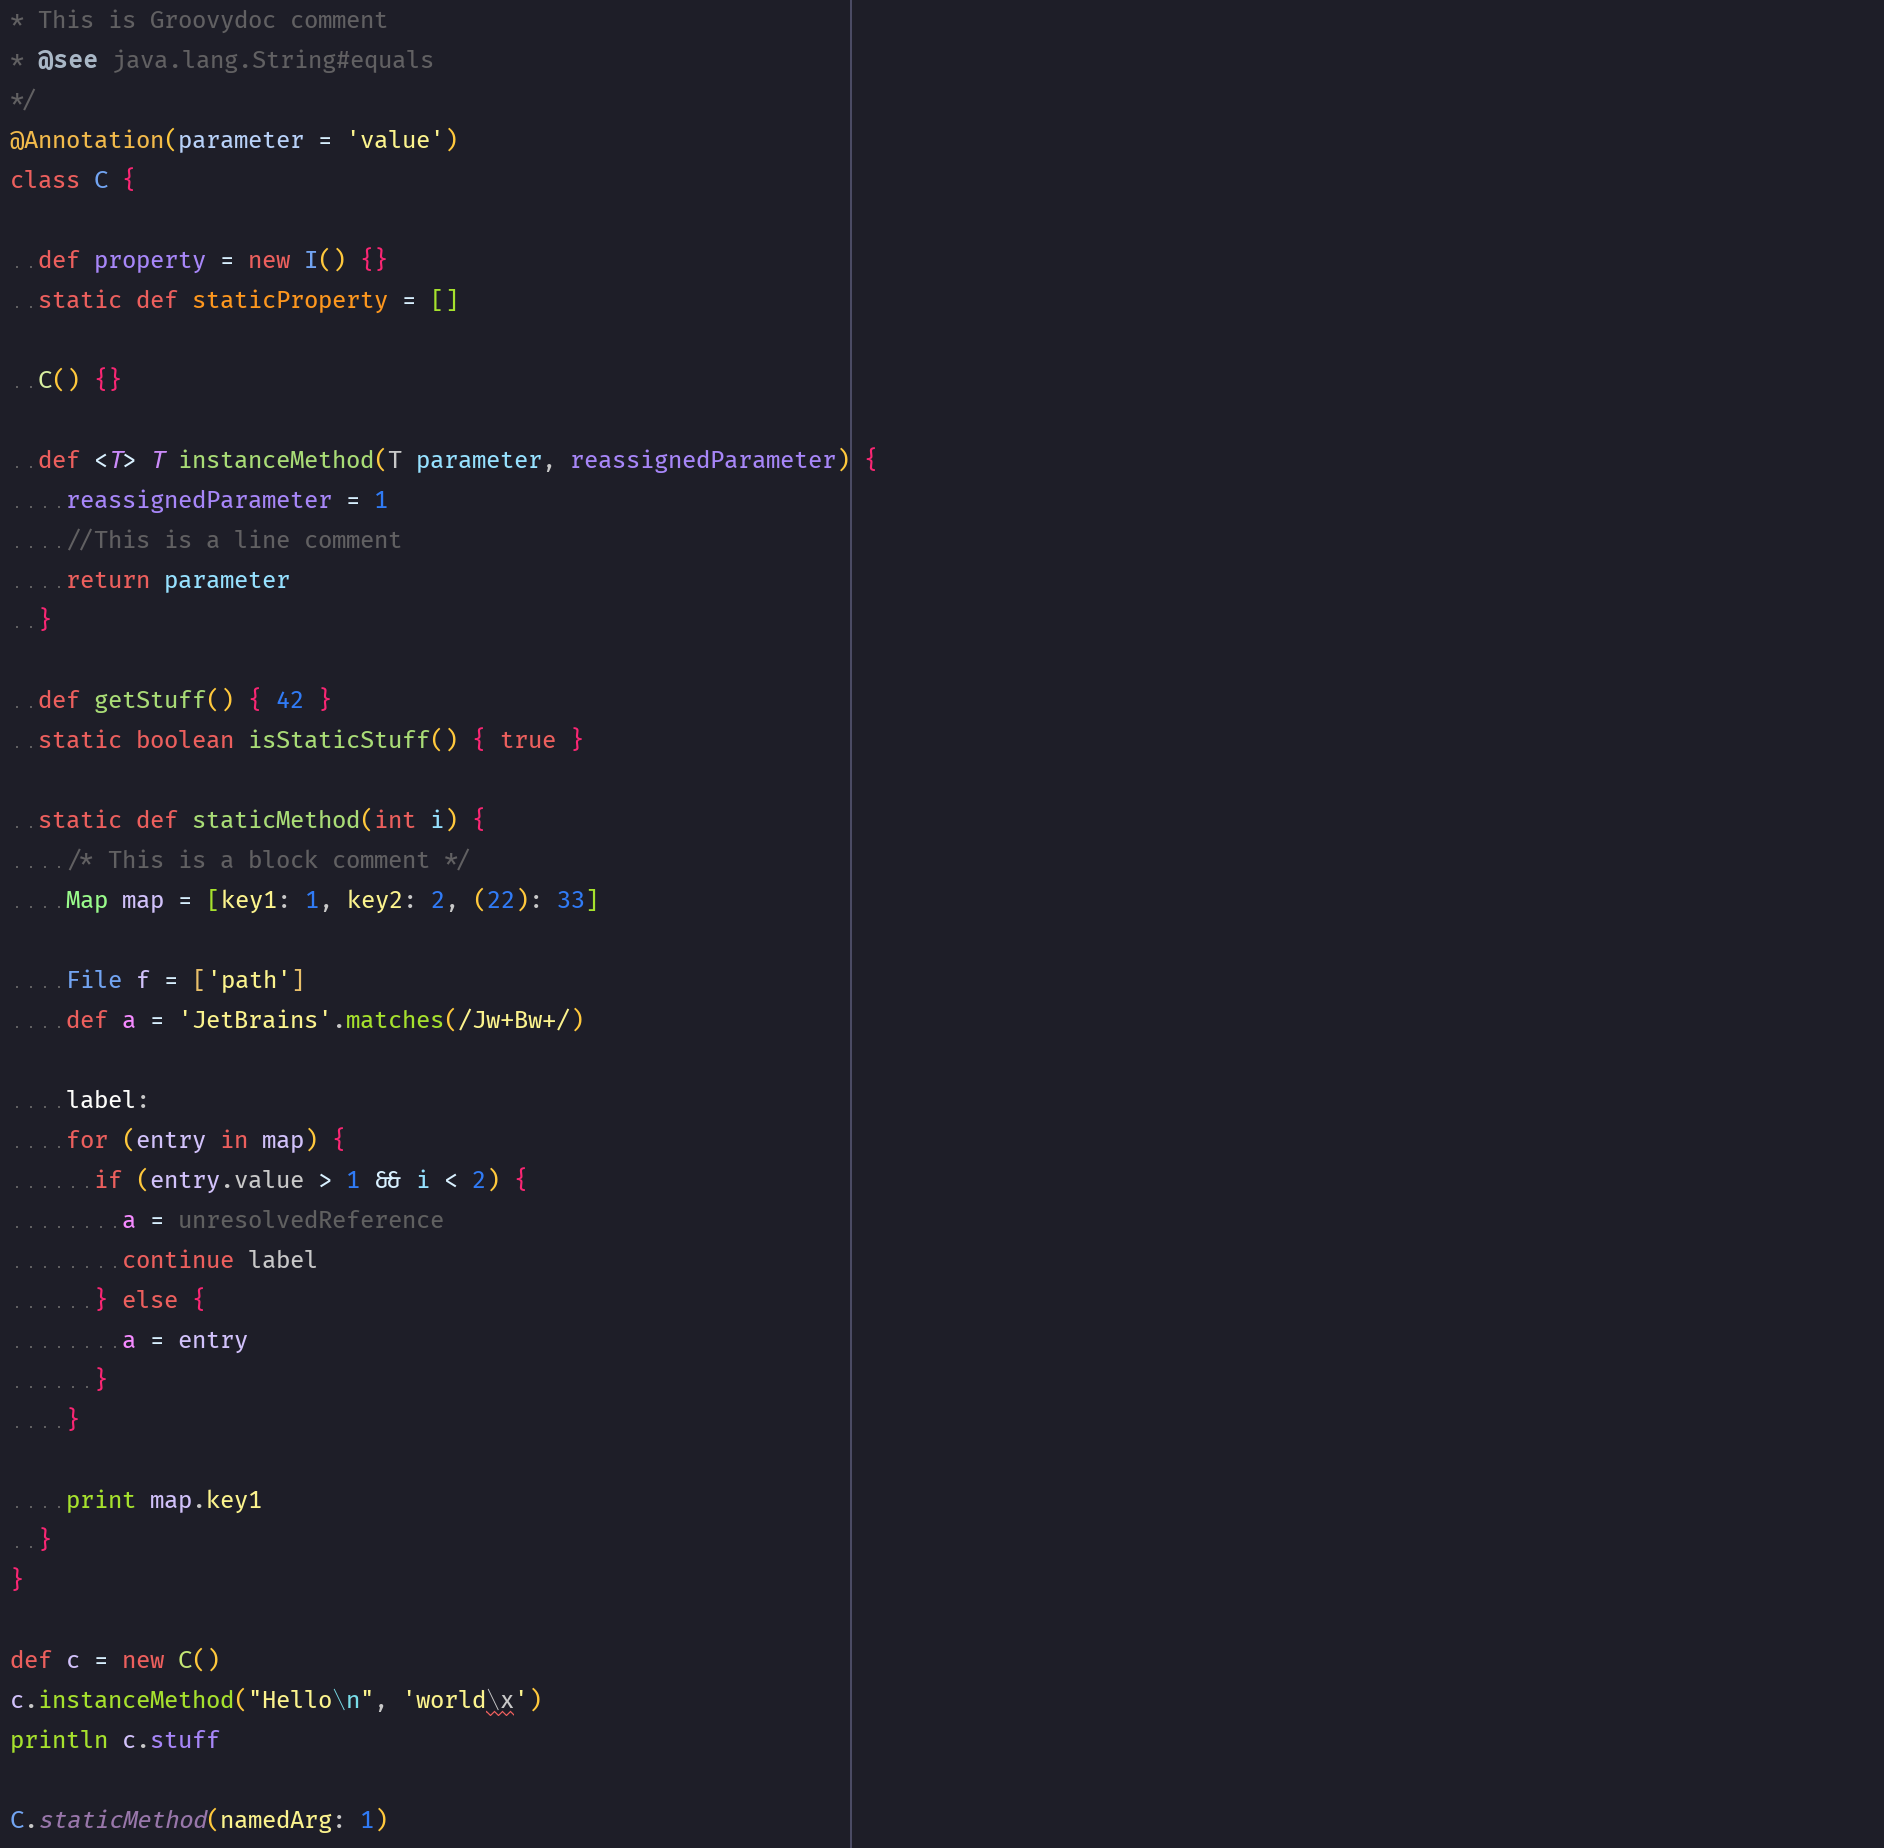 * This is Groovydoc comment
* @see java.lang.String#equals
*/
@Annotation(parameter = 'value')
class C {

  def property = new I() {}
  static def staticProperty = []

  C() {}

  def <T> T instanceMethod(T parameter, reassignedParameter) {
    reassignedParameter = 1
    //This is a line comment
    return parameter
  }

  def getStuff() { 42 }
  static boolean isStaticStuff() { true }

  static def staticMethod(int i) {
    /* This is a block comment */
    Map map = [key1: 1, key2: 2, (22): 33]

    File f = ['path']
    def a = 'JetBrains'.matches(/Jw+Bw+/)

    label:
    for (entry in map) {
      if (entry.value > 1 && i < 2) {
        a = unresolvedReference
        continue label
      } else {
        a = entry
      }
    }

    print map.key1
  }
}

def c = new C()
c.instanceMethod("Hello\n", 'world\x')
println c.stuff

C.staticMethod(namedArg: 1)